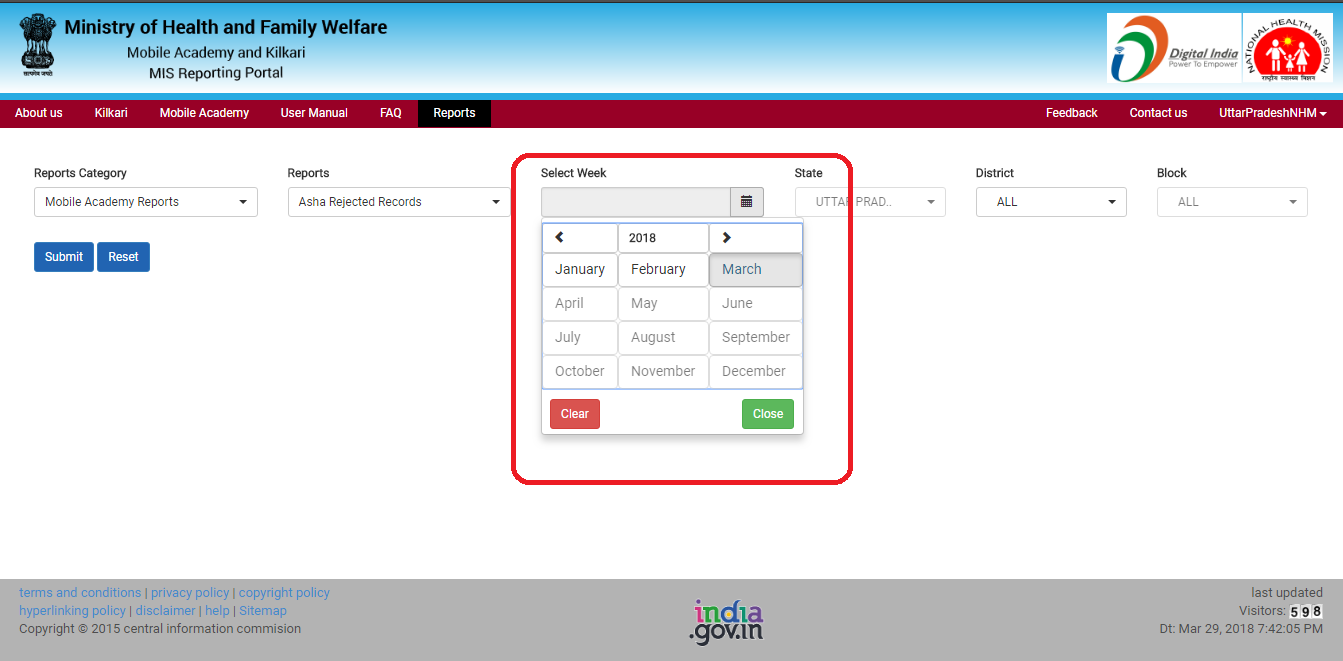 Ministry of Health and Family Welfare
Mobile Academy and Kilkari
MIS Reporting Portal
सत्यमेव जयते
Digital India
Power To Empower
NATIONAL HEALTH MISSION
राष्ट्रीय स्वास्थ्य मिशन
About us Kilkari Mobile Academy User Manual FAQ Reports Feedback Contact us UttarPradeshNHM
Reports Category Reports Select Week State District Block
Mobile Academy Reports Asha Rejected Records UTTAR PRAD.. ALL ALL
Submit Reset
2018
January February March
April May June
July August September
October November December
Clear Close
terms and conditions | privacy policy | copyright policy
hyperlinking policy | disclaimer | help | Sitemap
Copyright © 2015 central information commision
india
.gov.in
last updated
Visitors: 598
Dt: Mar 29, 2018 7:42:05 PM